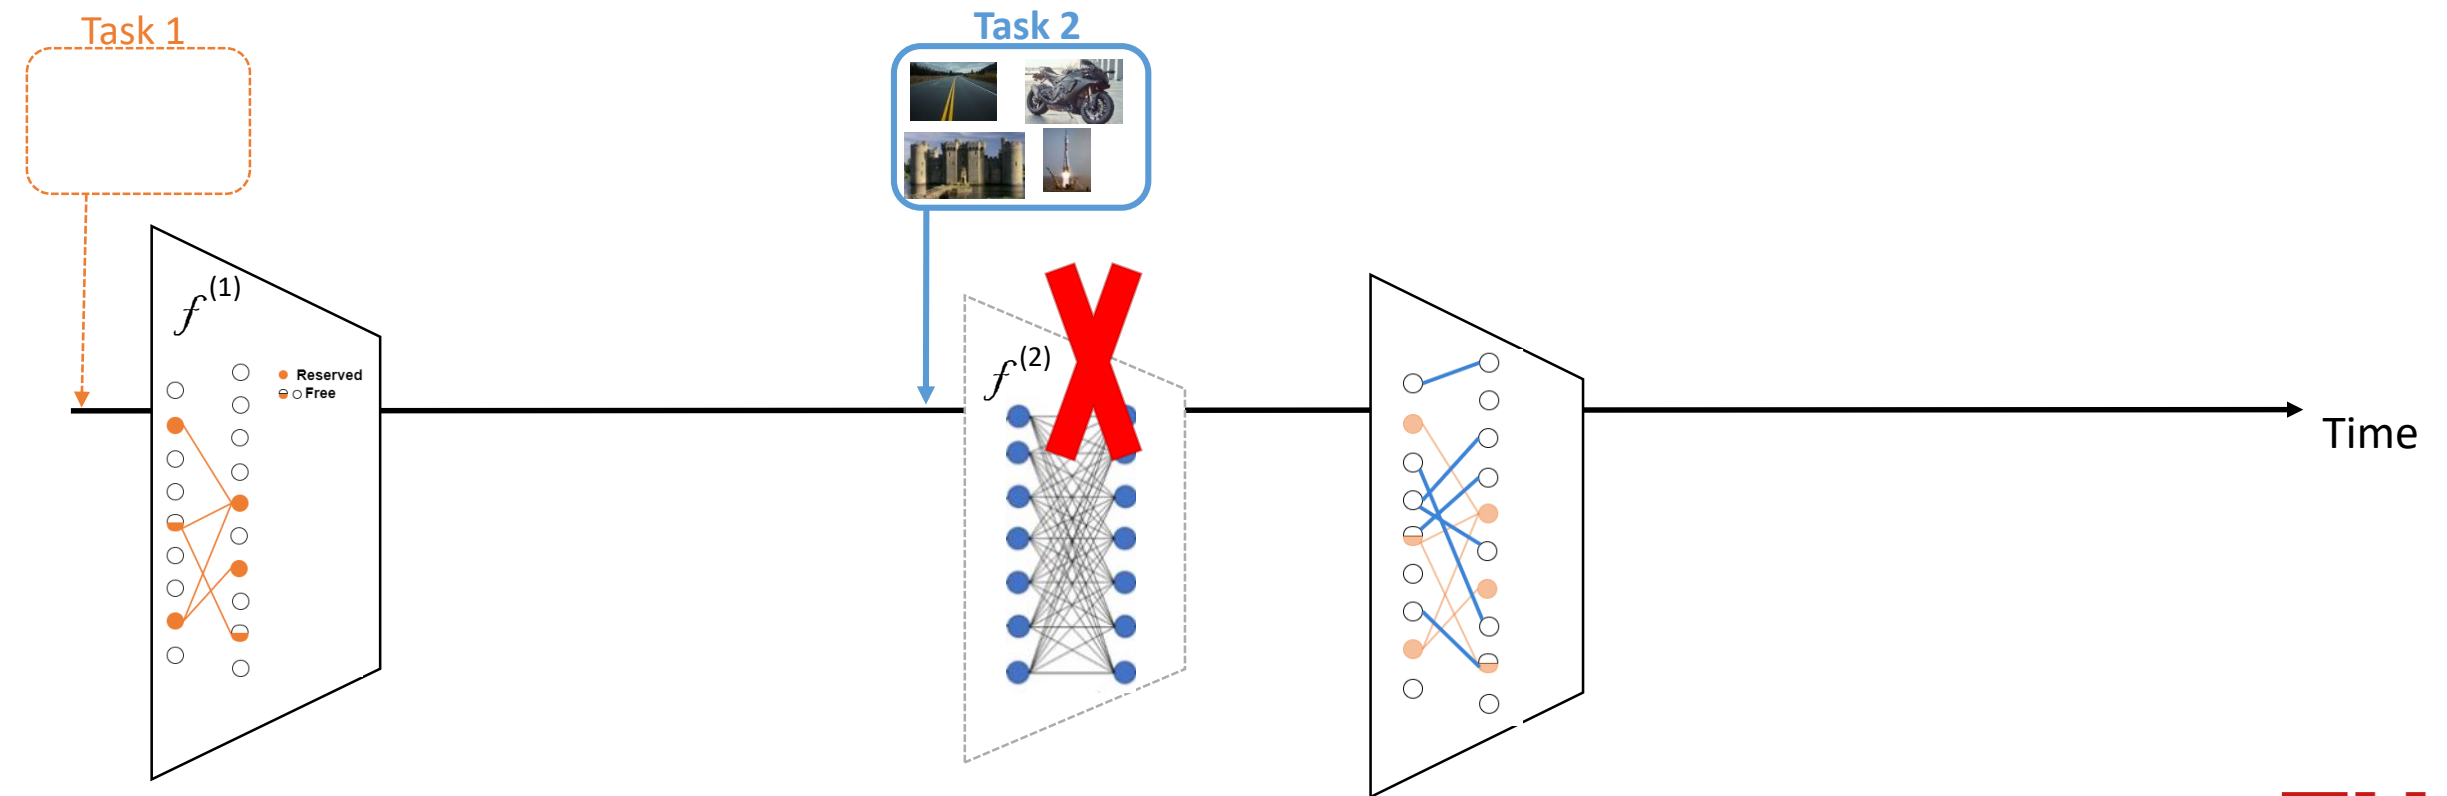 Task 1
Task 2
f(1)
Reserved
Free
f(2)
Time